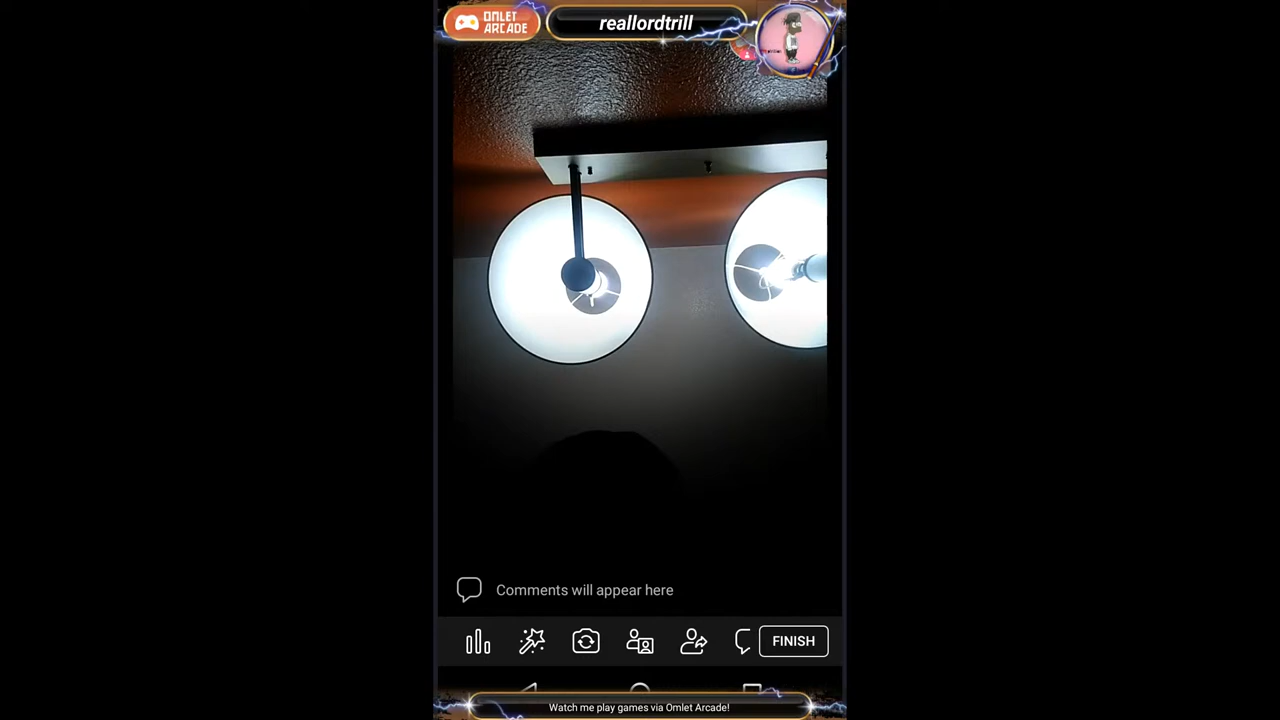 OMLET
ARCADE
reallordtrill
Comments will appear here
FINISH
Watch me play games via Omlet Arcade!